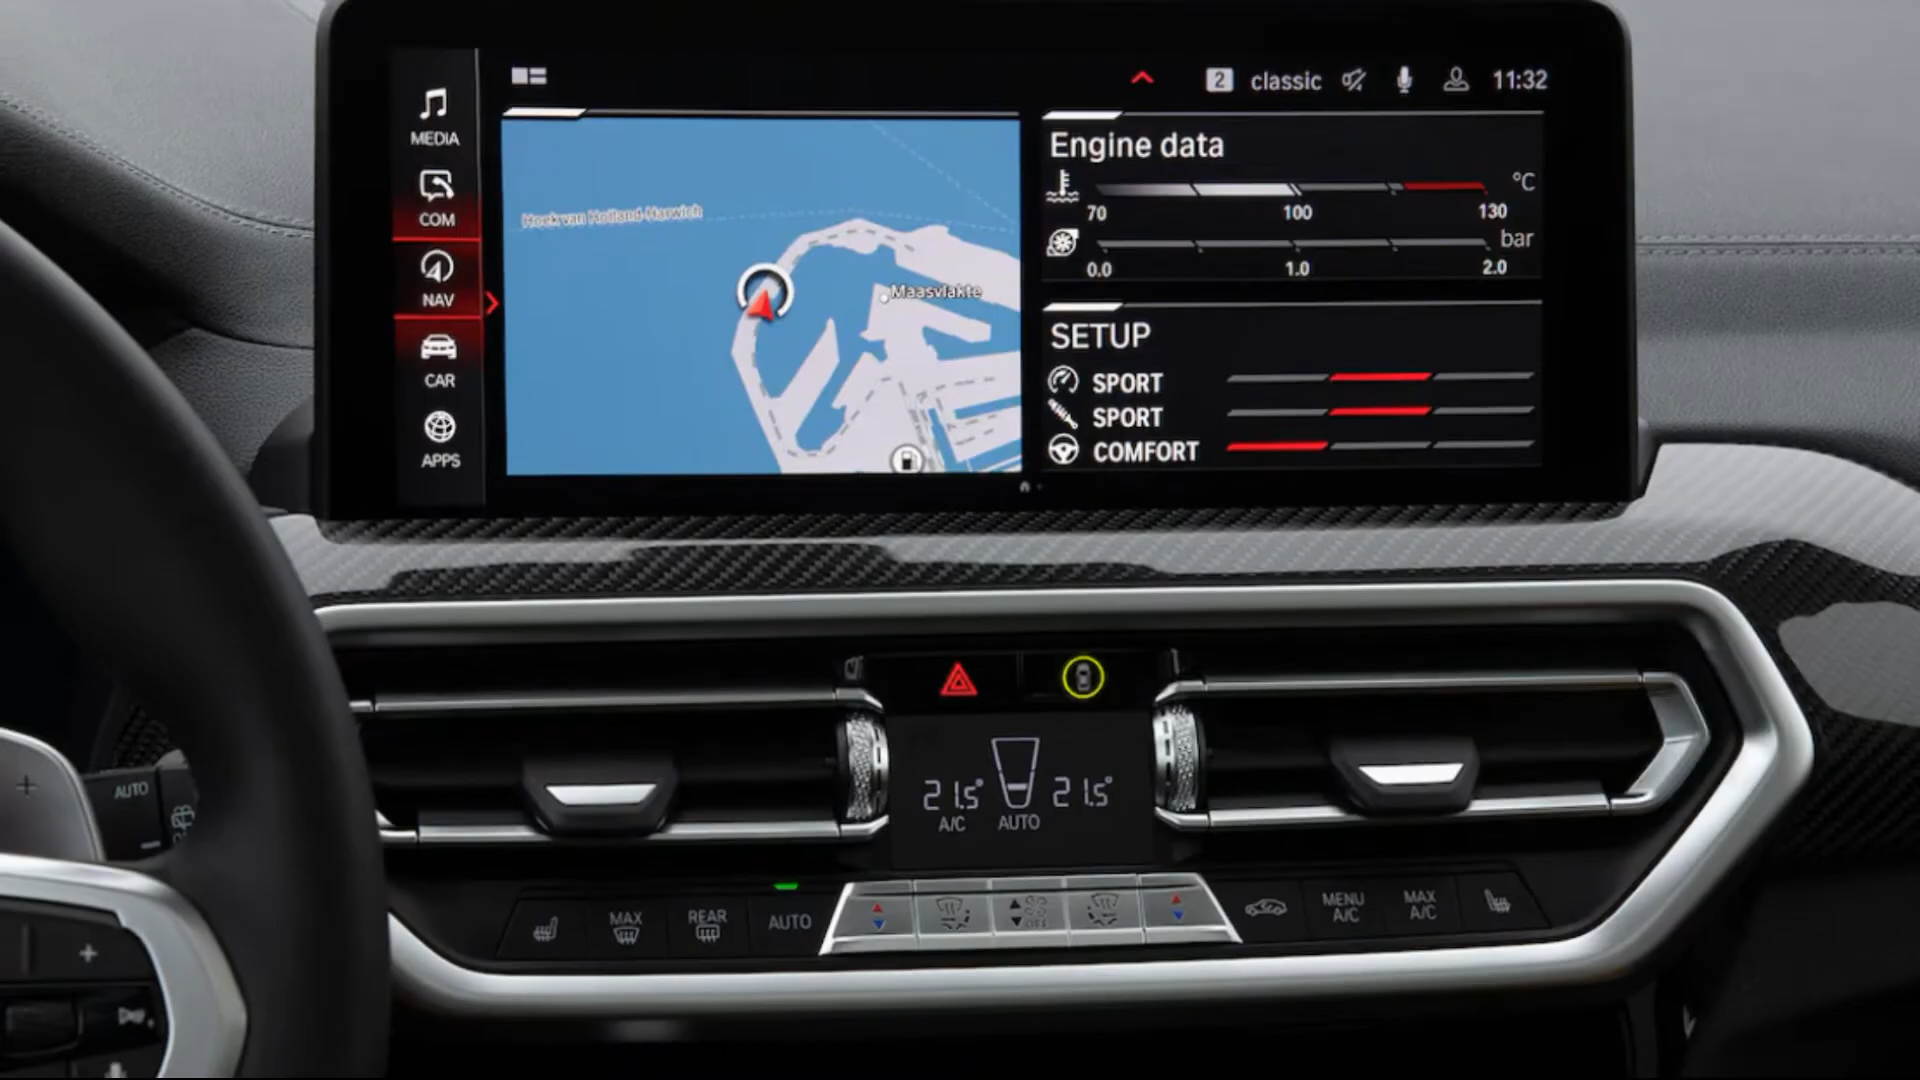 MEDIA
COM
NAV
CAR
APPS
2 classic 11:32
Hoek van Holland-Harwich
Maasvlakte
Engine data
°C
70 100 130
bar
0.0 1.0 2.0
SETUP
SPORT
SPORT
COMFORT
21.5° 21.5°
A/C AUTO
AUTO
MAX
REAR
AUTO
OFF
MENU
A/C
MAX
A/C